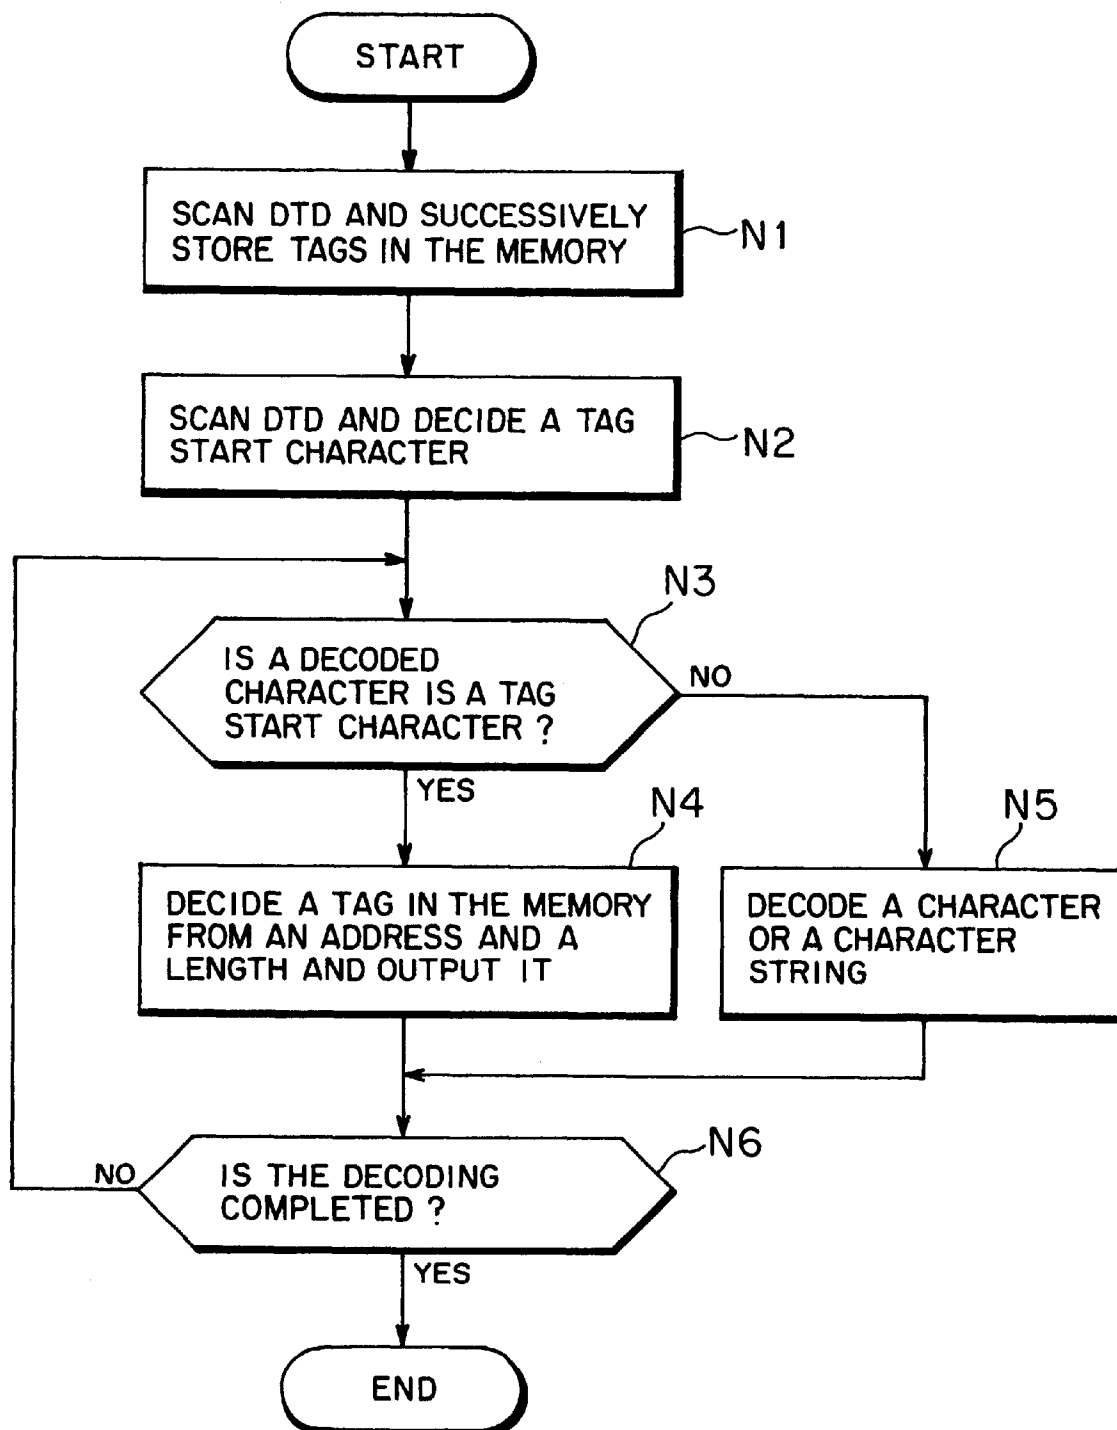 START
SCAN DTD AND SUCCESSIVELY
STORE TAGS IN THE MEMORY
N1
SCAN DTD AND DECIDE A TAG
START CHARACTER
N2
N3
IS A DECODED
CHARACTER IS A TAG
START CHARACTER ?
NO
YES
N4
N5
DECIDE A TAG IN THE MEMORY
FROM AN ADDRESS AND A
LENGTH AND OUTPUT IT
DECODE A CHARACTER
OR A CHARACTER
STRING
N6
NO
IS THE DECODING
COMPLETED ?
YES
END